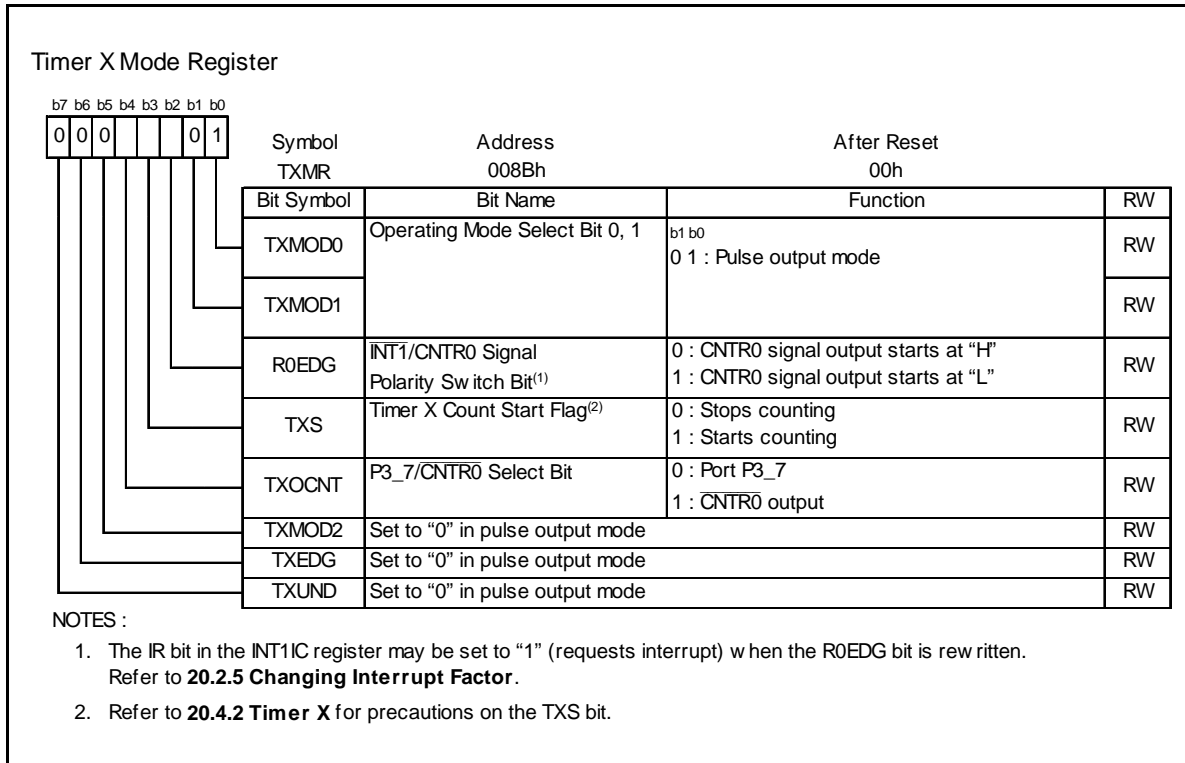 Timer X Mode Register
b7 b6 b5 b4 b3 b2 b1 b0
0 0 0 0 1
Symbol Address After Reset
TXMR 008Bh 00h
Bit Symbol Bit Name Function RW
TXMOD0 Operating Mode Select Bit 0, 1 b1 b0
0 1 : Pulse output mode RW
TXMOD1 RW
R0EDG INT1/CNTR0 Signal
Polarity Switch Bit(1) 0 : CNTR0 signal output starts at “H”
1 : CNTR0 signal output starts at “L” RW
TXS Timer X Count Start Flag(2) 0 : Stops counting
1 : Starts counting RW
TXOCNT P3_7/CNTR0 Select Bit 0 : Port P3_7
1 : CNTR0 output RW
TXMOD2 Set to “0” in pulse output mode RW
TXEDG Set to “0” in pulse output mode RW
TXUND Set to “0” in pulse output mode RW
NOTES :
1. The IR bit in the INT1IC register may be set to “1” (requests interrupt) when the R0EDG bit is rewritten.
Refer to 20.2.5 Changing Interrupt Factor.
2. Refer to 20.4.2 Timer X for precautions on the TXS bit.